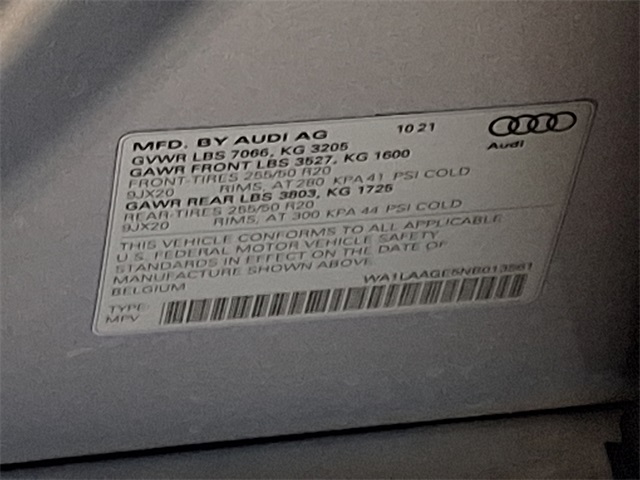 MFD. BY AUDI AG 10 21
Audi
GVWR LBS 7066, KG 3205
GAWR FRONT LBS 3527, KG 1600
FRONT-TIRES 255/50 R20
9JX20 RIMS, AT 280 KPA 41 PSI COLD
GAWR REAR LBS 3803, KG 1725
REAR-TIRES 255/50 R20
9JX20 RIMS, AT 300 KPA 44 PSI COLD
THIS VEHICLE CONFORMS TO ALL APPLICABLE
U.S. FEDERAL MOTOR VEHICLE SAFETY
STANDARDS IN EFFECT ON THE DATE OF
MANUFACTURE SHOWN ABOVE
BELGIUM
TYPE:
MPV